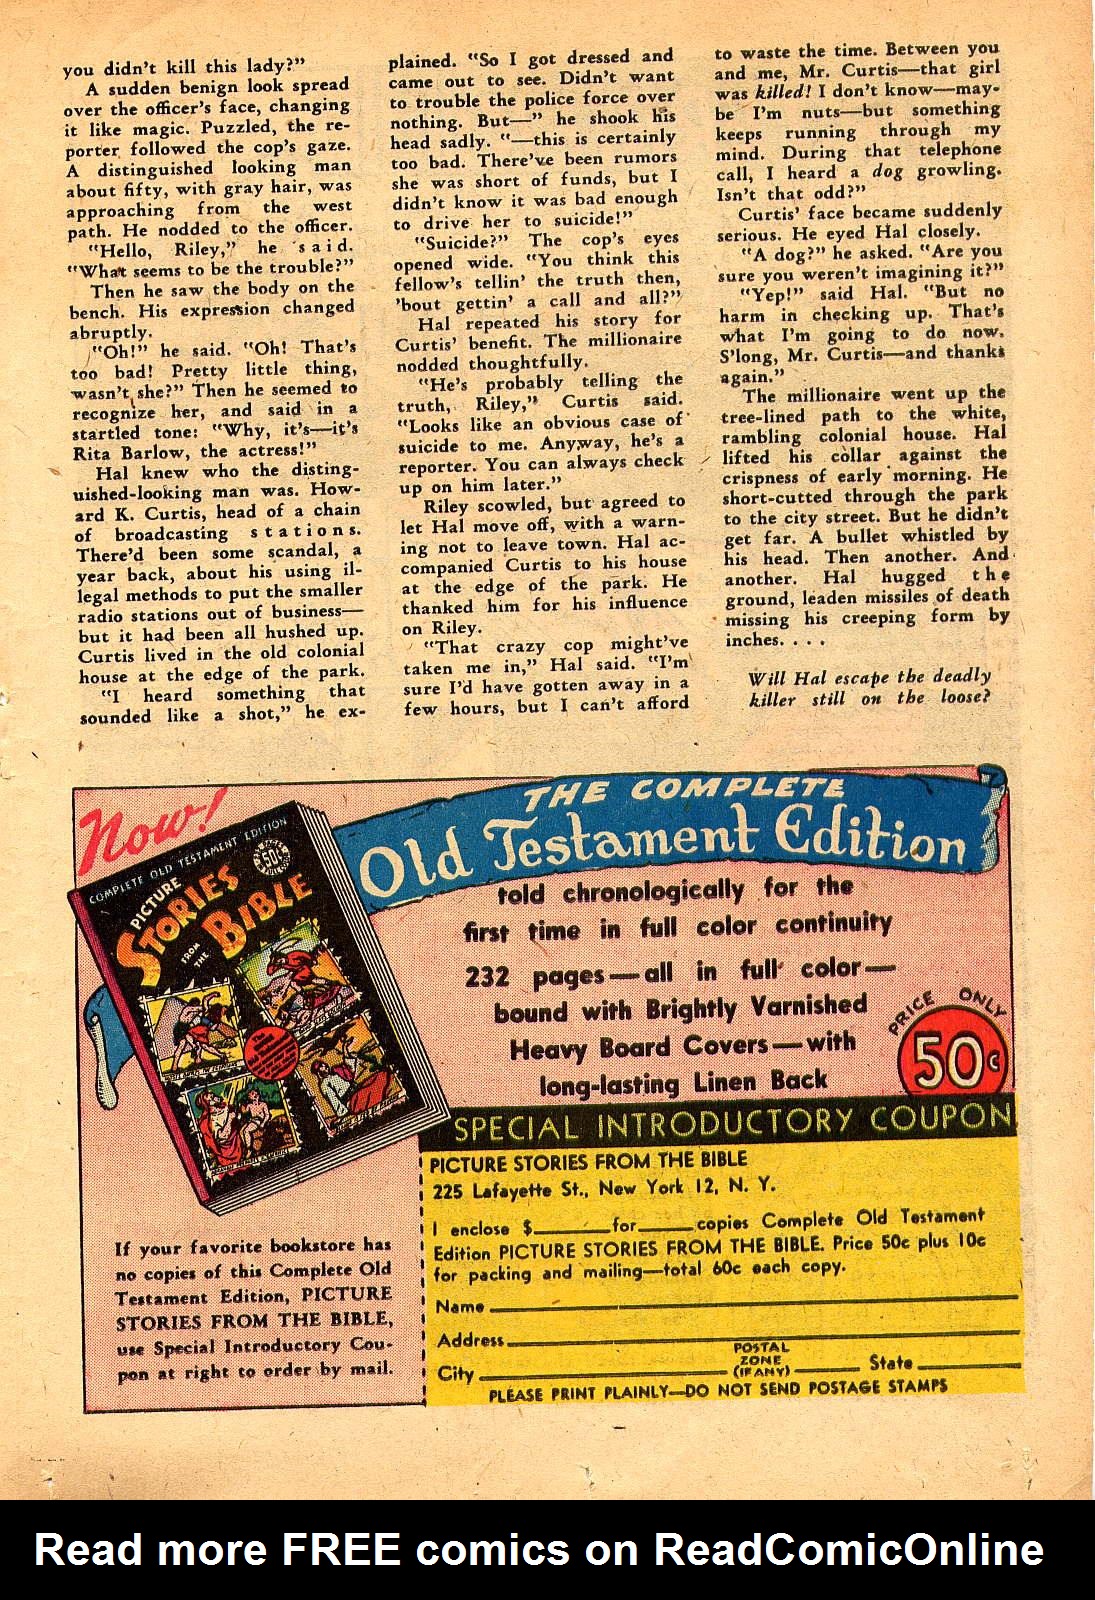 you didn't kill this lady?"
A sudden benign look spread
over the officer's face, changing
it like magic. Puzzled, the re-
porter followed the cop's gaze.
A distinguished looking man
about fifty, with gray hair, was
approaching from the west
path. He nodded to the officer.
"Hello, Riley," he said.
"What seems to be the trouble?"
Then he saw the body on the
bench. His expression changed
abruptly.
"Oh!" he said. "Oh! That's
too bad! Pretty little thing,
wasn't she?" Then he seemed to
recognize her, and said in a
startled tone: "Why, it's—it's
Rita Barlow, the actress!"
Hal knew who the disting-
uished-looking man was. How-
ard K. Curtis, head of a chain
of broadcasting stations.
There'd been some scandal, a
year back, about his using il-
legal methods to put the smaller
radio stations out of business—
but it had been all hushed up.
Curtis lived in the old colonial
house at the edge of the park.
"I heard something that
sounded like a shot," he ex-
plained. "So I got dressed and
came out to see. Didn't want
to trouble the police force over
nothing. But—" he shook his
head sadly. "—this is certainly
too bad. There've been rumors
she was short of funds, but I
didn't know it was bad enough
to drive her to suicide!"
"Suicide?" The cop's eyes
opened wide. "You think this
fellow's tellin' the truth then,
'bout gettin' a call and all?"
Hal repeated his story for
Curtis' benefit. The millionaire
nodded thoughtfully.
"He's probably telling the
truth, Riley," Curtis said.
"Looks like an obvious case of
suicide to me. Anyway, he's a
reporter. You can always check
up on him later."
Riley scowled, but agreed to
let Hal move off, with a warn-
ing not to leave town. Hal ac-
companied Curtis to his house
at the edge of the park. He
thanked him for his influence
on Riley.
"That crazy cop might've
taken me in," Hal said. "I'm
sure I'd have gotten away in a
few hours, but I can't afford
to waste the time. Between you
and me, Mr. Curtis—that girl
was killed! I don't know—may-
be I'm nuts—but something
keeps running through my
mind. During that telephone
call, I heard a dog growling.
Isn't that odd?"
Curtis' face became suddenly
serious. He eyed Hal closely.
"A dog?" he asked. "Are you
sure you weren't imagining it?"
"Yep!" said Hal. "But no
harm in checking up. That's
what I'm going to do now.
S'long, Mr. Curtis—and thanks
again."
The millionaire went up the
tree-lined path to the white,
rambling colonial house. Hal
lifted his collar against the
crispness of early morning. He
short-cutted through the park
to the city street. But he didn't
get far. A bullet whistled by
his head. Then another. And
another. Hal hugged the
ground, leaden missiles of death
missing his creeping form by
inches. . . .
Will Hal escape the deadly
killer still on the loose?
Now!
COMPLETE OLD TESTAMENT EDITION
50¢
PICTURE
STORIES
FROM THE
BIBLE
THE COMPLETE
Old Testament Edition
told chronologically for the
first time in full color continuity
232 pages—all in full color—
bound with Brightly Varnished
Heavy Board Covers—with
long-lasting Linen Back
PRICE ONLY
50¢
If your favorite bookstore has
no copies of this Complete Old
Testament Edition, PICTURE
STORIES FROM THE BIBLE,
use Special Introductory Cou-
pon at right to order by mail.
SPECIAL INTRODUCTORY COUPON
PICTURE STORIES FROM THE BIBLE
225 Lafayette St., New York 12, N. Y.
I enclose $ for copies Complete Old Testament
Edition PICTURE STORIES FROM THE BIBLE. Price 50c plus 10c
for packing and mailing—total 60c each copy.
Name
Address
City POSTAL ZONE (IF ANY) State
PLEASE PRINT PLAINLY—DO NOT SEND POSTAGE STAMPS
Read more FREE comics on ReadComicOnline